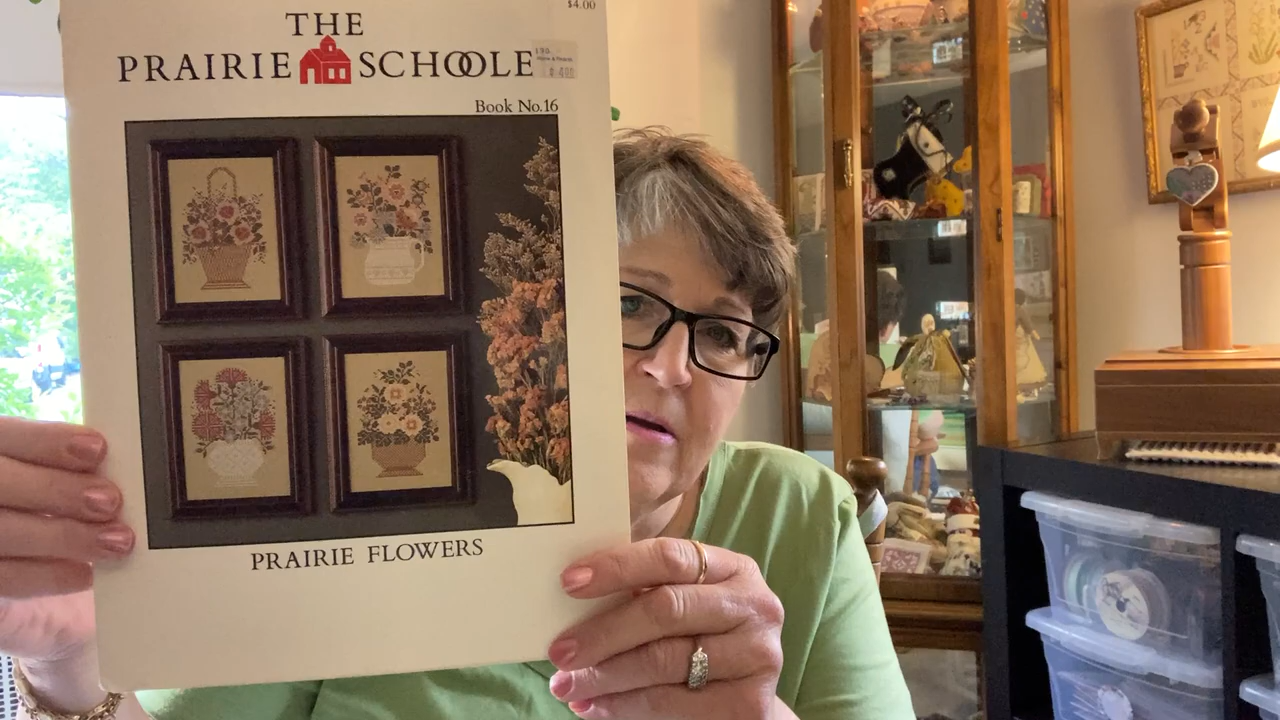 $4.00
THE
PRAIRIE SCHOOLE
Book No.16
PRAIRIE FLOWERS